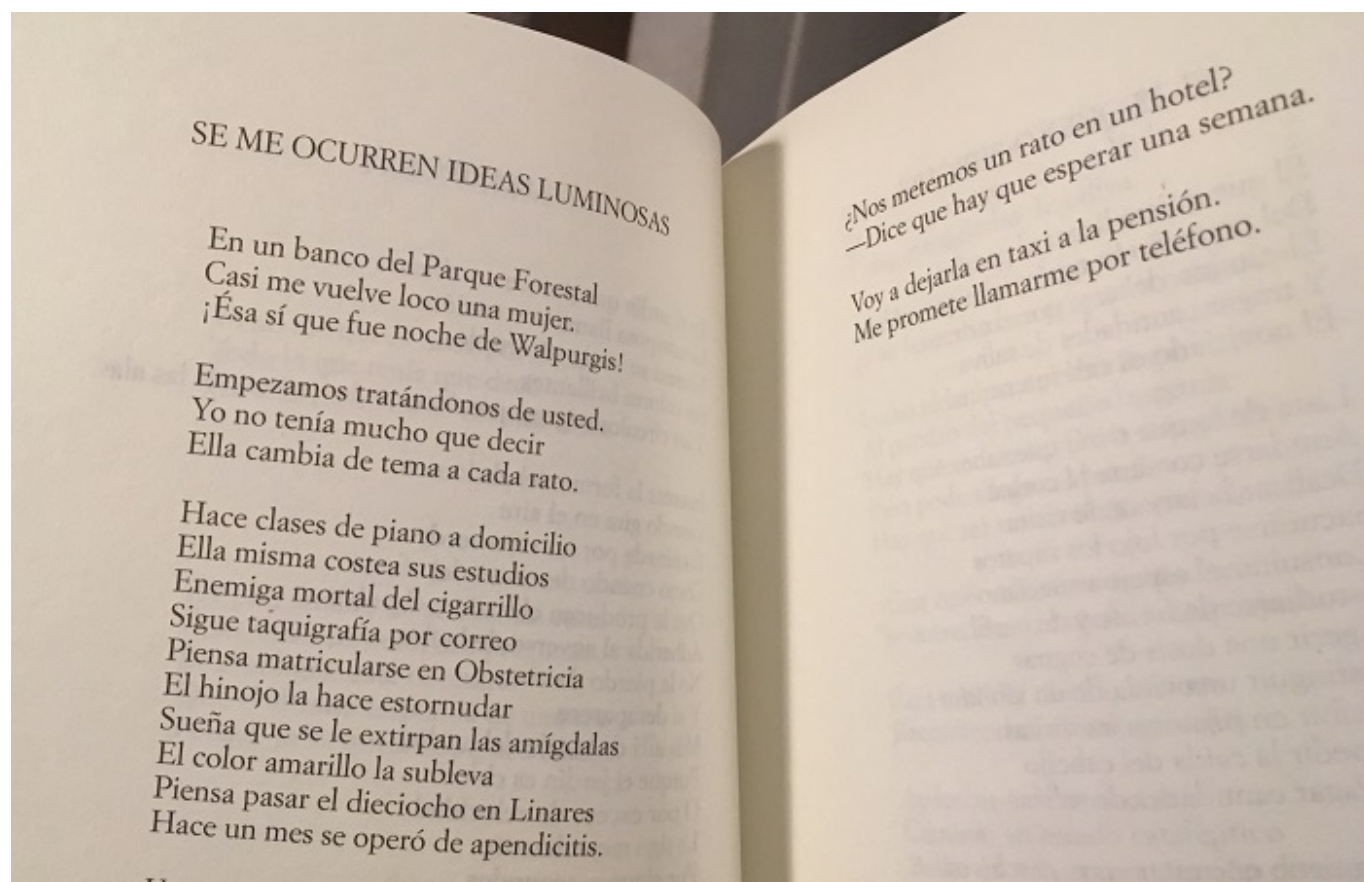 SE ME OCURREN IDEAS LUMINOSAS
En un banco del Parque Forestal
Casi me vuelve loco una mujer.
¡Ésa sí que fue noche de Walpurgis!
Empezamos tratándonos de usted.
Yo no tenía mucho que decir
Ella cambia de tema a cada rato.
Hace clases de piano a domicilio
Ella misma costea sus estudios
Enemiga mortal del cigarrillo
Sigue taquigrafía por correo
Piensa matricularse en Obstetricia
El hinojo la hace estornudar
Sueña que se le extirpan las amígdalas
El color amarillo la subleva
Piensa pasar el dieciocho en Linares
Hace un mes se operó de apendicitis.
¿Nos metemos un rato en un hotel?
—Dice que hay que esperar una semana.
Voy a dejarla en taxi a la pensión.
Me promete llamarme por teléfono.